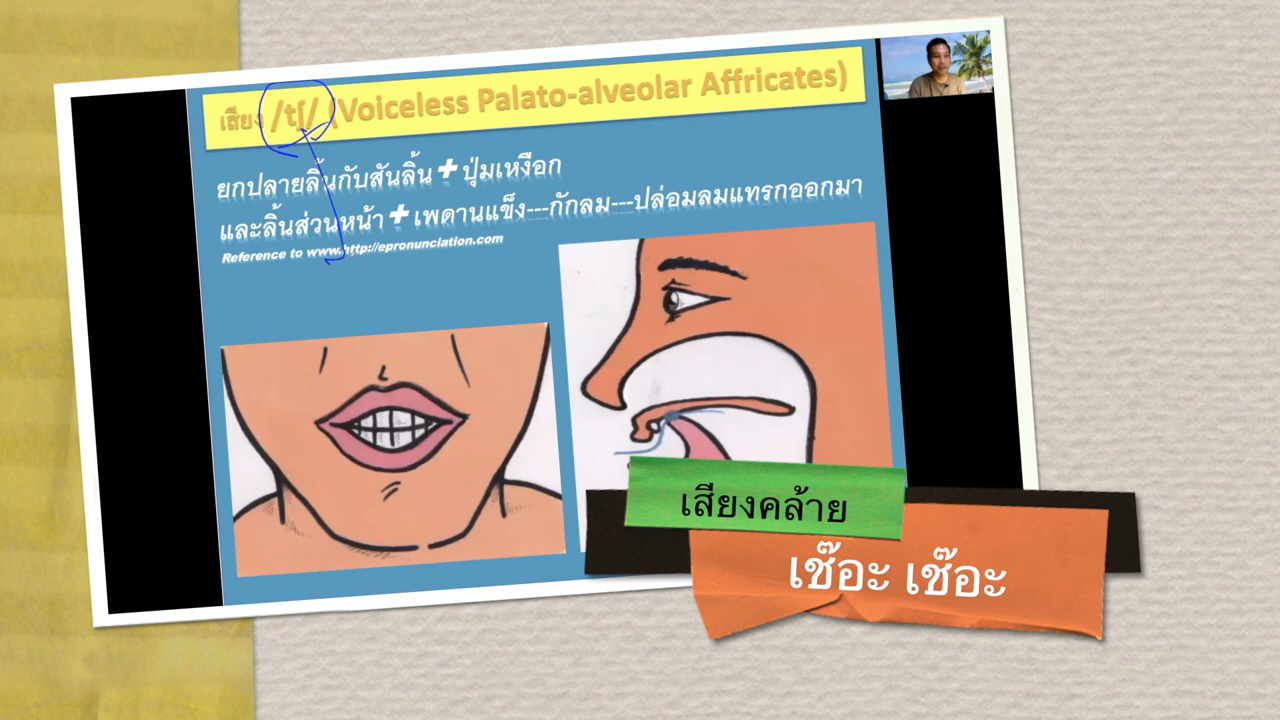 เสียง /tʃ/ (Voiceless Palato-alveolar Affricates)
ยกปลายลิ้นกับสันลิ้น + ปุ่มเหงือก
และลิ้นส่วนหน้า + เพดานแข็ง---กักลม---ปล่อยลมแทรกออกมา
Reference to www.http://epronunciation.com
เสียงคล้าย
เช๊อะ เช๊อะ